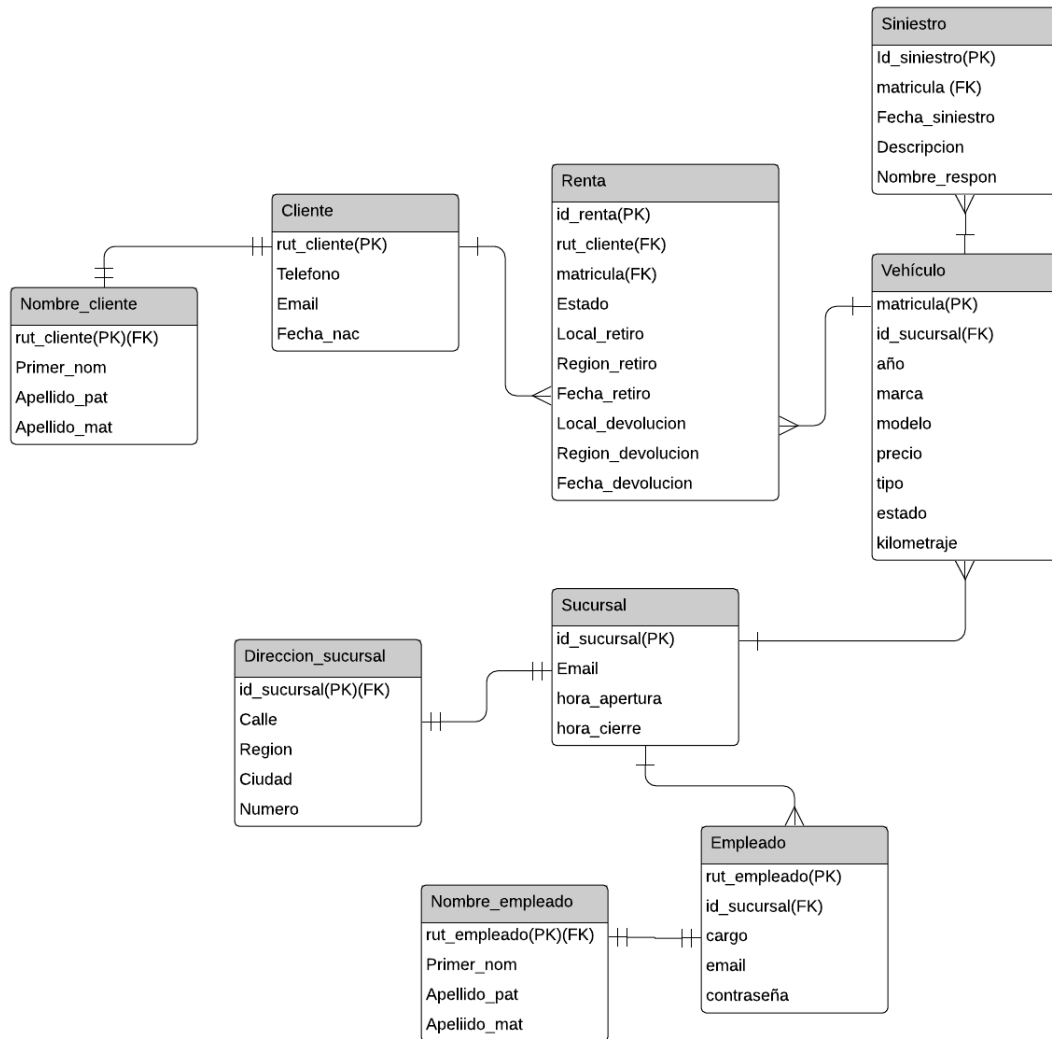 Siniestro
Id_siniestro(PK)
matricula (FK)
Fecha_siniestro
Descripcion
Nombre_respon
Renta
id_renta(PK)
rut_cliente(FK)
matricula(FK)
Estado
Local_retiro
Region_retiro
Fecha_retiro
Local_devolucion
Region_devolucion
Fecha_devolucion
Cliente
rut_cliente(PK)
Telefono
Email
Fecha_nac
Nombre_cliente
rut_cliente(PK)(FK)
Primer_nom
Apellido_pat
Apellido_mat
Vehículo
matricula(PK)
id_sucursal(FK)
año
marca
modelo
precio
tipo
estado
kilometraje
Sucursal
id_sucursal(PK)
Email
hora_apertura
hora_cierre
Direccion_sucursal
id_sucursal(PK)(FK)
Calle
Region
Ciudad
Numero
Empleado
rut_empleado(PK)
id_sucursal(FK)
cargo
email
contraseña
Nombre_empleado
rut_empleado(PK)(FK)
Primer_nom
Apellido_pat
Apeliido_mat